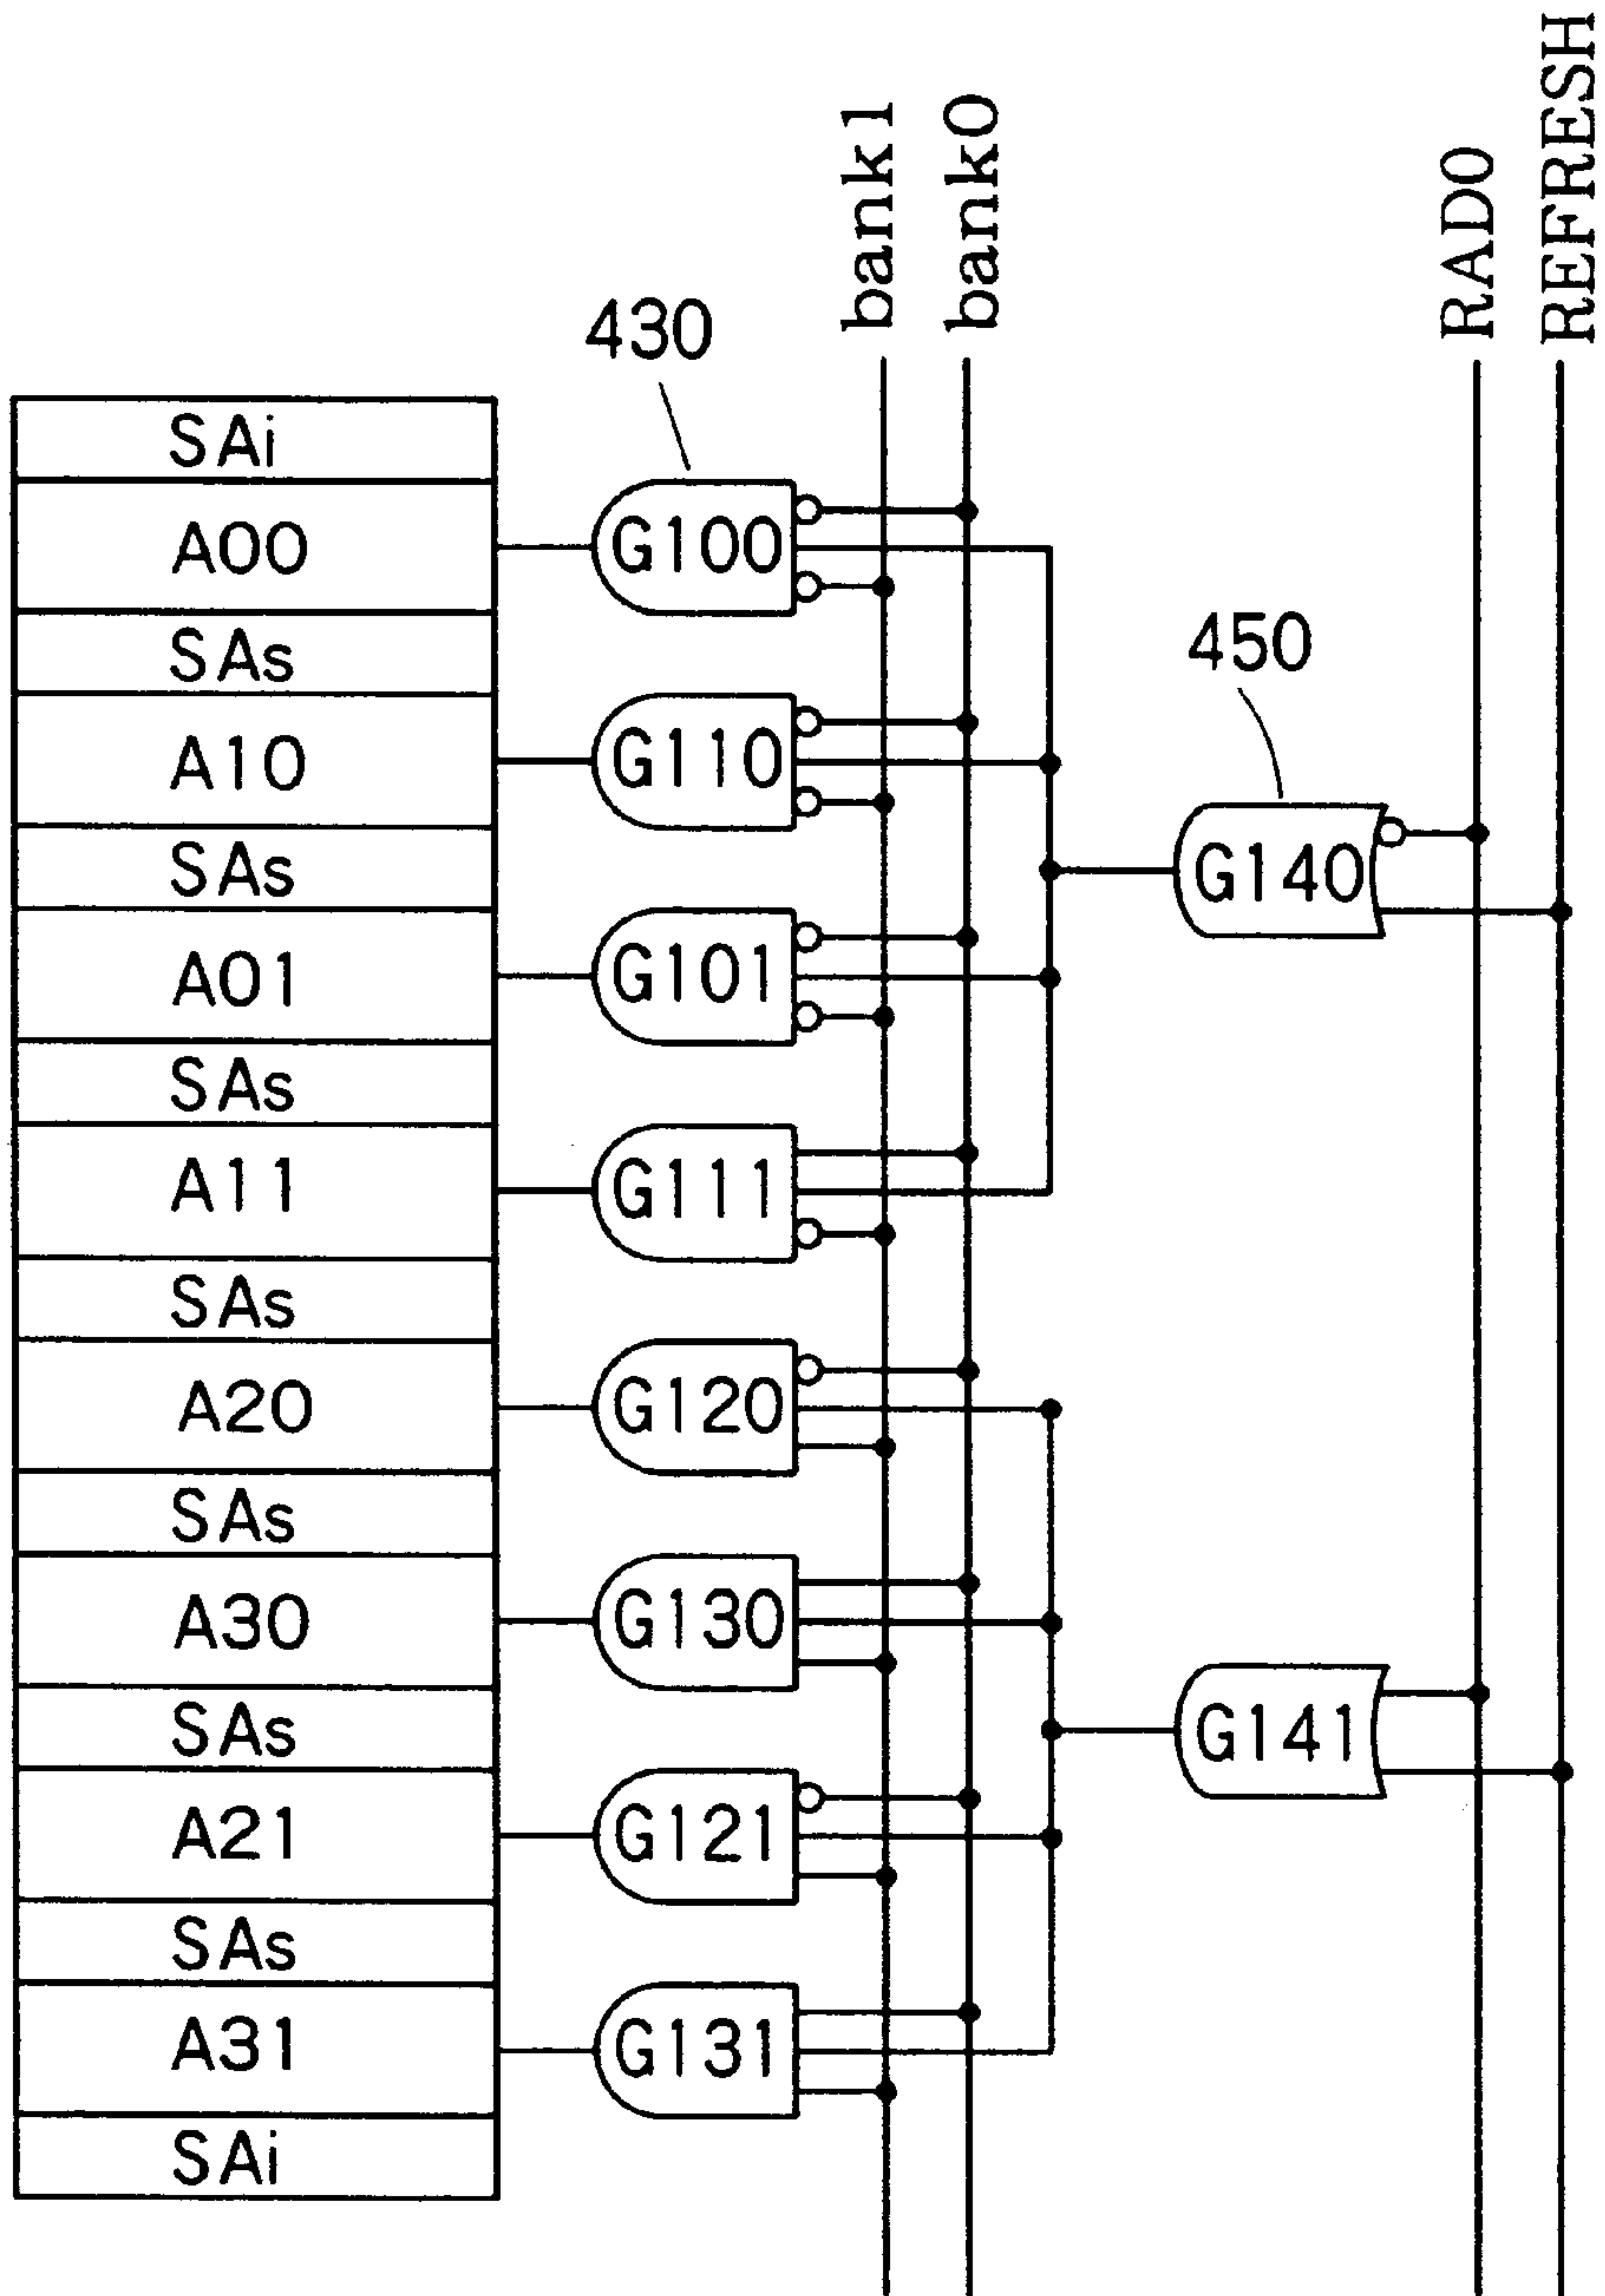 bank1
bank0
RAD0
REFRESH
430
450
SAi
A00
SAs
A10
SAs
A01
SAs
A11
SAs
A20
SAs
A30
SAs
A21
SAs
A31
SAi
G100
G110
G101
G111
G120
G130
G121
G131
G140
G141